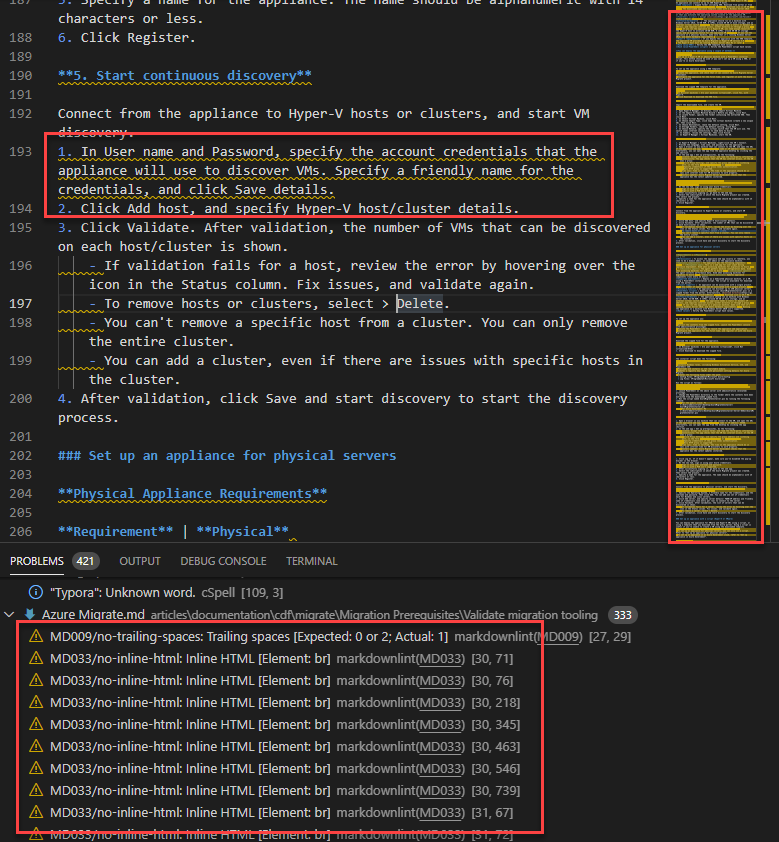 187 5. Specify a name for the appliance. The name should be alphanumeric with 14
characters or less.
188 6. Click Register.
189
190 **5. Start continuous discovery**
191
192 Connect from the appliance to Hyper-V hosts or clusters, and start VM
discovery.
193 1. In User name and Password, specify the account credentials that the
appliance will use to discover VMs. Specify a friendly name for the
credentials, and click Save details.
194 2. Click Add host, and specify Hyper-V host/cluster details.
195 3. Click Validate. After validation, the number of VMs that can be discovered
on each host/cluster is shown.
196 - If validation fails for a host, review the error by hovering over the
icon in the Status column. Fix issues, and validate again.
197 - To remove hosts or clusters, select > Delete.
198 - You can't remove a specific host from a cluster. You can only remove
the entire cluster.
199 - You can add a cluster, even if there are issues with specific hosts in
the cluster.
200 4. After validation, click Save and start discovery to start the discovery
process.
201
202 ### Set up an appliance for physical servers
203
204 **Physical Appliance Requirements**
205
206 **Requirement** | **Physical**
PROBLEMS 421 OUTPUT DEBUG CONSOLE TERMINAL
"Typora": Unknown word. cSpell [109, 3]
Azure Migrate.md articles\documentation\cdf\migrate\Migration Prerequisites\Validate migration tooling 333
MD009/no-trailing-spaces: Trailing spaces [Expected: 0 or 2; Actual: 1] markdownlint(MD009) [27, 29]
MD033/no-inline-html: Inline HTML [Element: br] markdownlint(MD033) [30, 71]
MD033/no-inline-html: Inline HTML [Element: br] markdownlint(MD033) [30, 76]
MD033/no-inline-html: Inline HTML [Element: br] markdownlint(MD033) [30, 218]
MD033/no-inline-html: Inline HTML [Element: br] markdownlint(MD033) [30, 345]
MD033/no-inline-html: Inline HTML [Element: br] markdownlint(MD033) [30, 463]
MD033/no-inline-html: Inline HTML [Element: br] markdownlint(MD033) [30, 546]
MD033/no-inline-html: Inline HTML [Element: br] markdownlint(MD033) [30, 739]
MD033/no-inline-html: Inline HTML [Element: br] markdownlint(MD033) [31, 67]
MD033/no-inline-html: Inline HTML [Element: br] markdownlint(MD033) [31, 72]